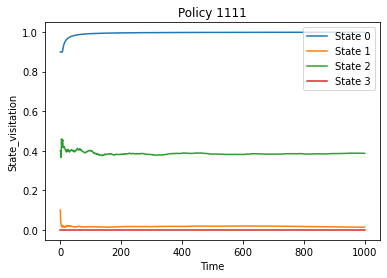 Policy 1111
State_visitation
1.0
0.8
0.6
0.4
0.2
0.0
0
200
400
600
800
1000
Time
State 0
State 1
State 2
State 3